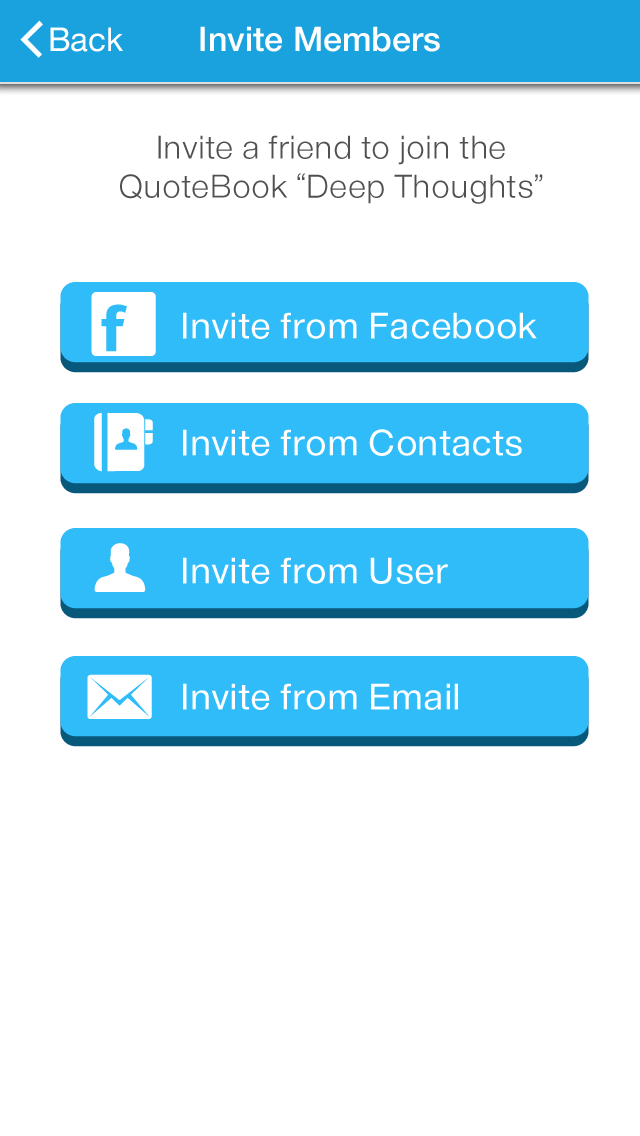 Back
Invite Members
Invite a friend to join the
QuoteBook “Deep Thoughts”
Invite from Facebook
Invite from Contacts
Invite from User
Invite from Email